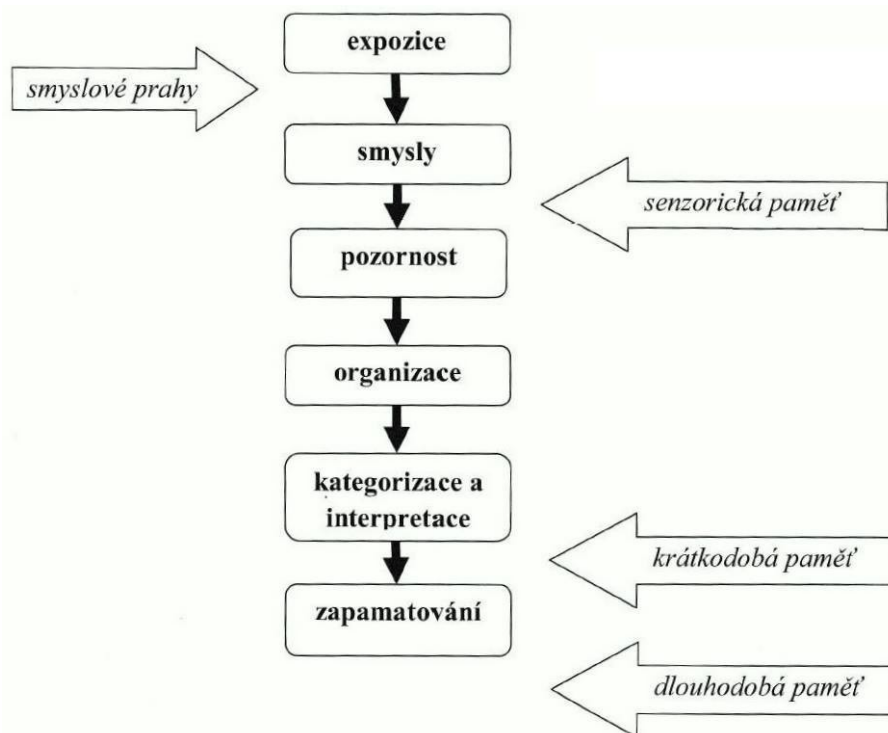 expozice
smyslové prahy
smysly
senzorická paměť
pozornost
organizace
kategorizace a
interpretace
krátkodobá paměť
zapamatování
dlouhodobá paměť